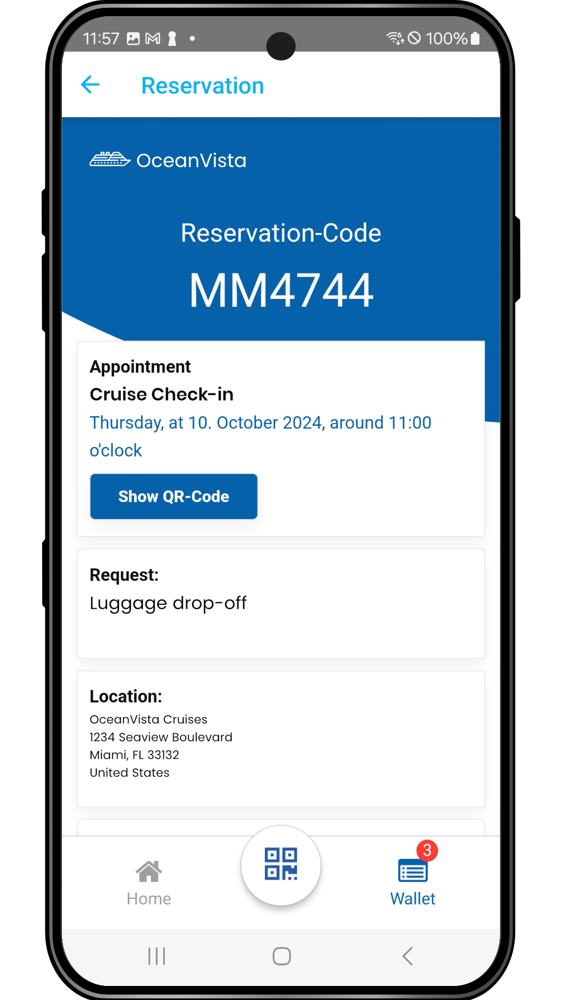 11:57
6
100%
Reservation
OceanVista
Reservation-Code
MM4744
Appointment
Cruise Check-in
Thursday, at 10. October 2024, around 11:00
o'clock
Show QR-Code
Request:
Luggage drop-off
Location:
OceanVista Cruises
1234 Seaview Boulevard
Miami, FL 33132
United States
3
Home
Wallet